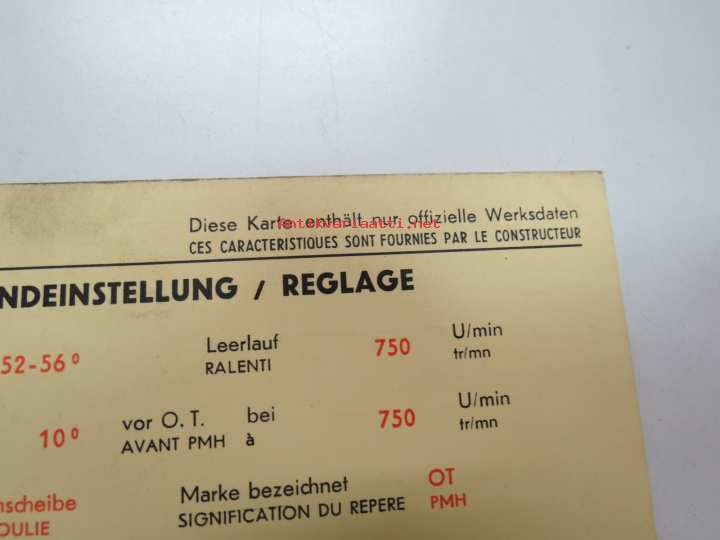 Diese Karte enthält nur offizielle Werksdaten
CES CARACTERISTIQUES SONT FOURNIES PAR LE CONSTRUCTEUR
Antikvariaatti.net
NDEINSTELLUNG / REGLAGE
52-56° Leerlauf 750 U/min
RALENTI tr/mn
10° vor O.T. bei 750 U/min
AVANT PMH à tr/mn
nscheibe Marke bezeichnet OT
OULIE SIGNIFICATION DU REPERE PMH